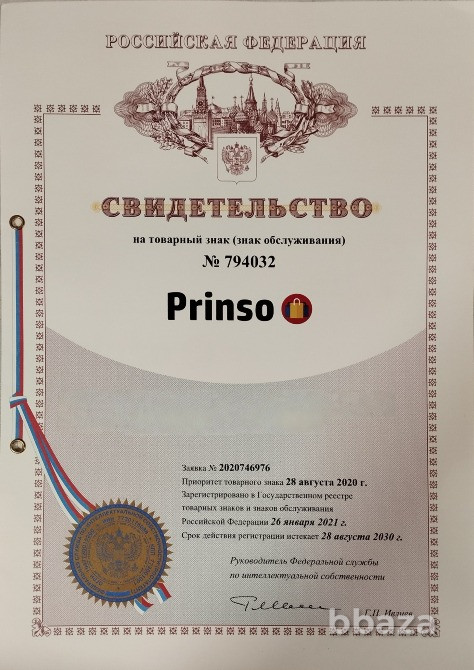 РОССИЙСКАЯ ФЕДЕРАЦИЯ
СВИДЕТЕЛЬСТВО
на товарный знак (знак обслуживания)
№ 794032
Prinso
Заявка № 2020746976
Приоритет товарного знака 28 августа 2020 г.
Зарегистрировано в Государственном реестре
товарных знаков и знаков обслуживания
Российской Федерации 26 января 2021 г.
Срок действия регистрации истекает 28 августа 2030 г.
Руководитель Федеральной службы
по интеллектуальной собственности
Г.П. Ивлиев
bbaza